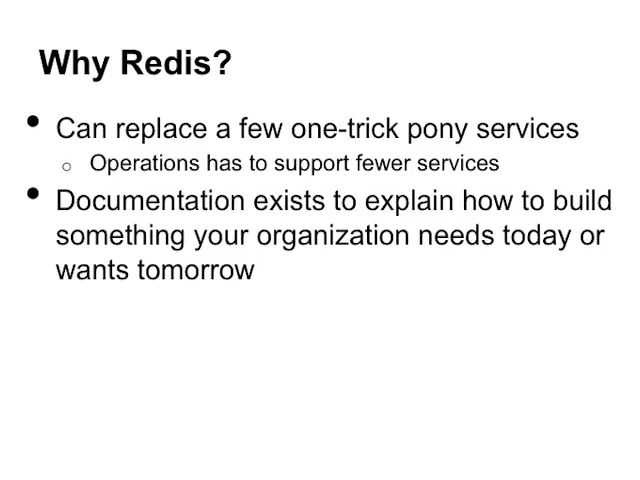 Why Redis?
• Can replace a few one-trick pony services
o Operations has to support fewer services
• Documentation exists to explain how to build
something your organization needs today or
wants tomorrow